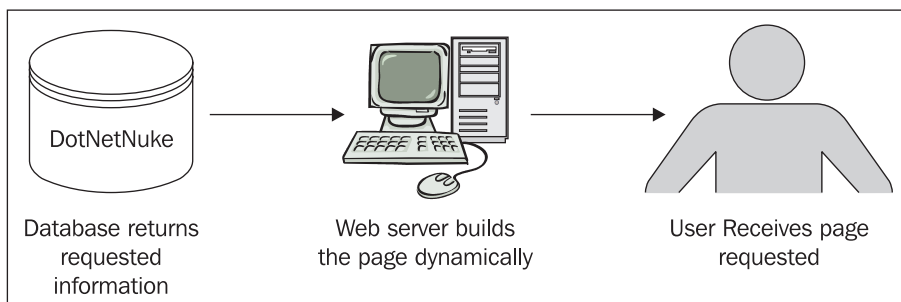 DotNetNuke
Database returns
requested
information
Web server builds
the page dynamically
User Receives page
requested